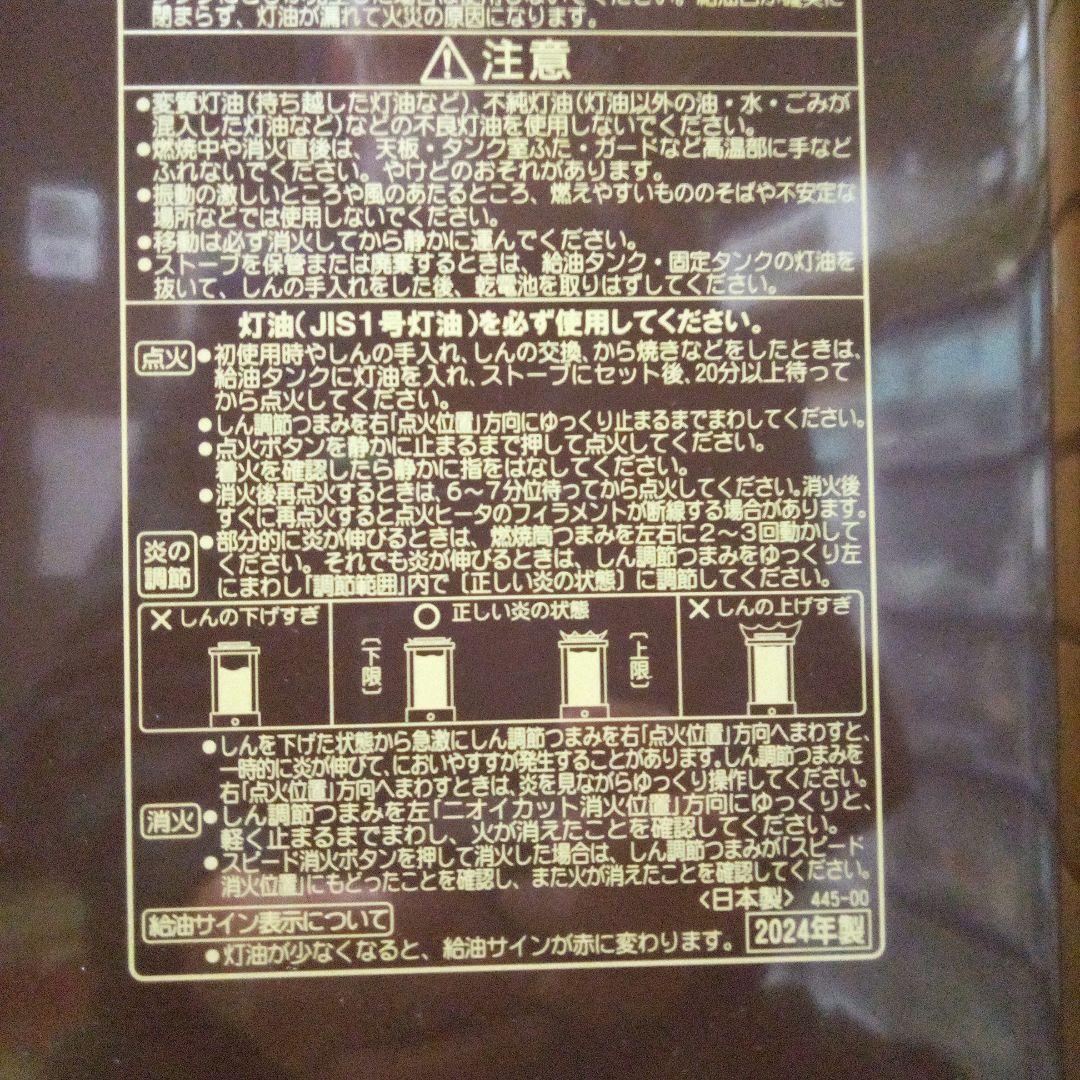 閉まらず、灯油が漏れて火災の原因になります。
注意
●変質灯油(持ち越した灯油など)、不純灯油(灯油以外の油・水・ごみが
混入した灯油など)などの不良灯油を使用しないでください。
●燃焼中や消火直後は、天板・タンク室ふた・ガードなど高温部に手など
ふれないでください。やけどのおそれがあります。
●振動の激しいところや風のあたるところ、燃えやすいもののそばや不安定な
場所などでは使用しないでください。
●移動は必ず消火してから静かに運んでください。
●ストーブを保管または廃棄するときは、給油タンク・固定タンクの灯油を
抜いて、しんの手入れをした後、乾電池を取りはずしてください。
灯油(JIS1号灯油)を必ず使用してください。
点火 ●初使用時やしんの手入れ、しんの交換、から焼きなどをしたときは、
給油タンクに灯油を入れ、ストーブにセット後、20分以上待って
から点火してください。
●しん調節つまみを右「点火位置」方向にゆっくり止まるまでまわしてください。
●点火ボタンを静かに止まるまで押して点火してください。
着火を確認したら静かに指をはなしてください。
●消火後再点火するときは、6〜7分位待ってから点火してください。消火後
すぐに再点火すると点火ヒータのフィラメントが断線する場合があります。
炎の調節 ●部分的に炎が伸びるときは、燃焼筒つまみを左右に2〜3回動かして
ください。それでも炎が伸びるときは、しん調節つまみをゆっくり左
にまわし「調節範囲」内で〔正しい炎の状態〕に調節してください。
×しんの下げすぎ ○ 正しい炎の状態 ×しんの上げすぎ
〔下限〕 〔上限〕
●しんを下げた状態から急激にしん調節つまみを右「点火位置」方向へまわすと、
一時的に炎が伸びて、においやすすが発生することがあります。しん調節つまみを
右「点火位置」方向へまわすときは、炎を見ながらゆっくり操作してください。
消火 ●しん調節つまみを左「ニオイカット消火位置」方向にゆっくりと、
軽く止まるまでまわし、火が消えたことを確認してください。
●スピード消火ボタンを押して消火した場合は、しん調節つまみが「スピード
消火位置」にもどったことを確認し、また火が消えたことを確認してください。
〈日本製〉 445-00
給油サイン表示について
●灯油が少なくなると、給油サインが赤に変わります。 2024年製